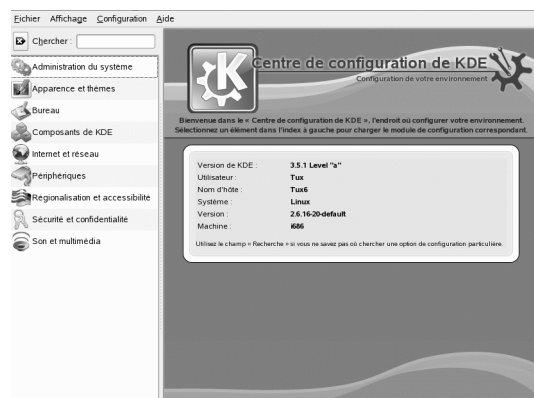 Fichier Affichage Configuration Aide
Chercher :
Administration du système
Apparence et thèmes
Bureau
Composants de KDE
Internet et réseau
Périphériques
Régionalisation et accessibilité
Sécurité et confidentialité
Son et multimédia
Centre de configuration de KDE
Configuration de votre environnement
Bienvenue dans le « Centre de configuration de KDE », l'endroit où configurer votre environnement.
Sélectionnez un élément dans l'index à gauche pour charger le module de configuration correspondant.
Version de KDE : 3.5.1 Level "a"
Utilisateur : Tux
Nom d'hôte : Tux6
Système : Linux
Version : 2.6.16-20-default
Machine : i686
Utilisez le champ « Recherche » si vous ne savez pas où chercher une option de configuration particulière.